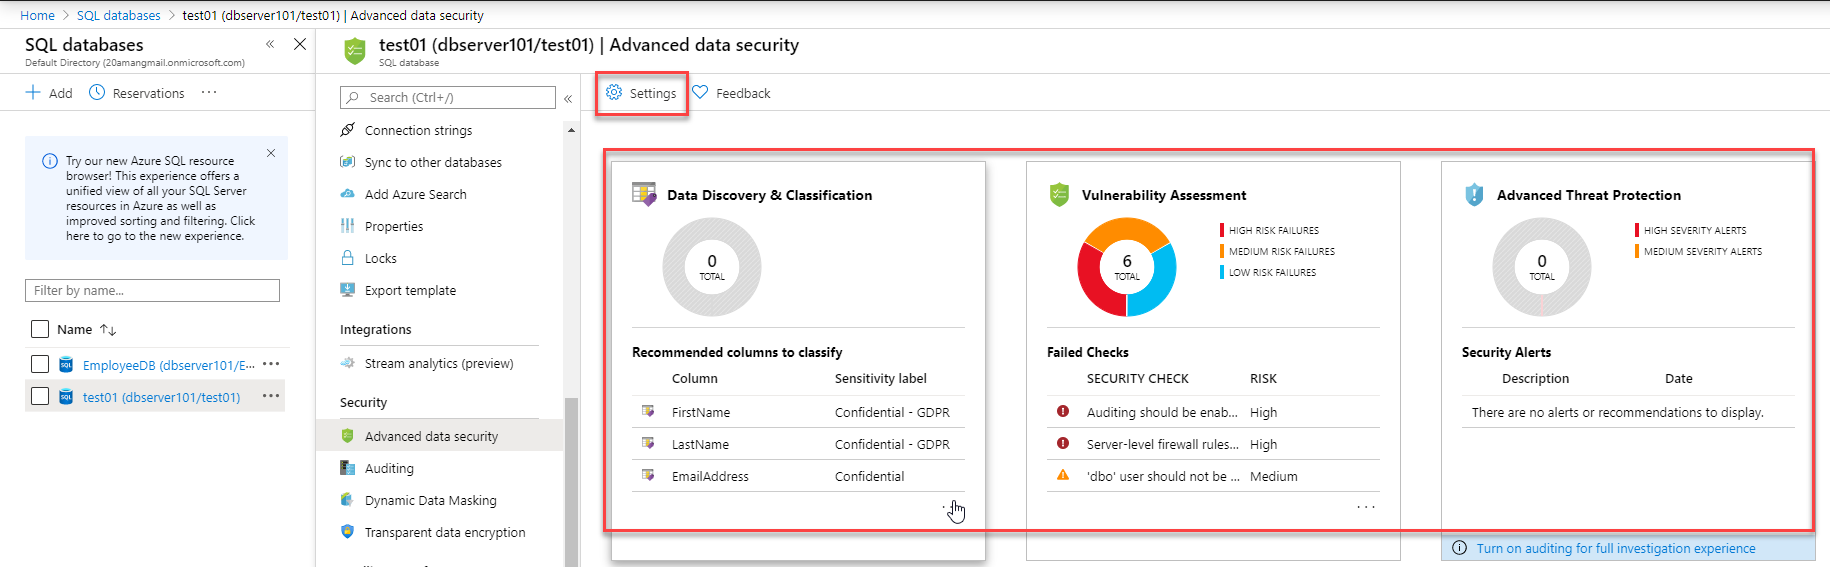 Home > SQL databases > test01 (dbserver101/test01) | Advanced data security
SQL databases
Default Directory (20amangmail.onmicrosoft.com)
Add
Reservations
Try our new Azure SQL resource
browser! This experience offers a
unified view of all your SQL Server
resources in Azure as well as
improved sorting and filtering. Click
here to go to the new experience.
Filter by name...
Name
EmployeeDB (dbserver101/E...
test01 (dbserver101/test01)
test01 (dbserver101/test01) | Advanced data security
SQL database
Search (Ctrl+/)
Connection strings
Sync to other databases
Add Azure Search
Properties
Locks
Export template
Integrations
Stream analytics (preview)
Security
Advanced data security
Auditing
Dynamic Data Masking
Transparent data encryption
Settings
Feedback
Data Discovery & Classification
0
TOTAL
Recommended columns to classify
Column Sensitivity label
FirstName Confidential - GDPR
LastName Confidential - GDPR
EmailAddress Confidential
Vulnerability Assessment
6
TOTAL
HIGH RISK FAILURES
MEDIUM RISK FAILURES
LOW RISK FAILURES
Failed Checks
SECURITY CHECK RISK
Auditing should be enab... High
Server-level firewall rules... High
'dbo' user should not be ... Medium
Advanced Threat Protection
0
TOTAL
HIGH SEVERITY ALERTS
MEDIUM SEVERITY ALERTS
Security Alerts
Description Date
There are no alerts or recommendations to display.
Turn on auditing for full investigation experience